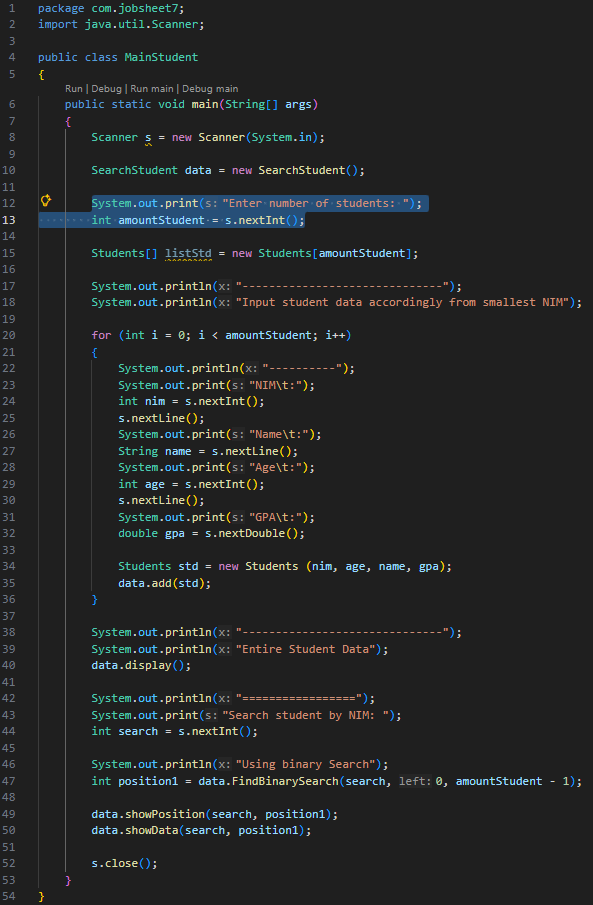 1 package com.jobsheet7;
2 import java.util.Scanner;
3
4 public class MainStudent
5 {
Run | Debug | Run main | Debug main
6     public static void main(String[] args)
7     {
8         Scanner s = new Scanner(System.in);
9
10         SearchStudent data = new SearchStudent();
11
12         System.out.print(s: "Enter number of students: ");
13         int amountStudent = s.nextInt();
14
15         Students[] listStd = new Students[amountStudent];
16
17         System.out.println(x: "------------------------------");
18         System.out.println(x: "Input student data accordingly from smallest NIM");
19
20         for (int i = 0; i < amountStudent; i++)
21         {
22             System.out.println(x: "----------");
23             System.out.print(s: "NIM\t:");
24             int nim = s.nextInt();
25             s.nextLine();
26             System.out.print(s: "Name\t:");
27             String name = s.nextLine();
28             System.out.print(s: "Age\t:");
29             int age = s.nextInt();
30             s.nextLine();
31             System.out.print(s: "GPA\t:");
32             double gpa = s.nextDouble();
33
34             Students std = new Students (nim, age, name, gpa);
35             data.add(std);
36         }
37
38         System.out.println(x: "------------------------------");
39         System.out.println(x: "Entire Student Data");
40         data.display();
41
42         System.out.println(x: "=================");
43         System.out.print(s: "Search student by NIM: ");
44         int search = s.nextInt();
45
46         System.out.println(x: "Using binary Search");
47         int position1 = data.FindBinarySearch(search, left: 0, amountStudent - 1);
48
49         data.showPosition(search, position1);
50         data.showData(search, position1);
51
52         s.close();
53     }
54 }